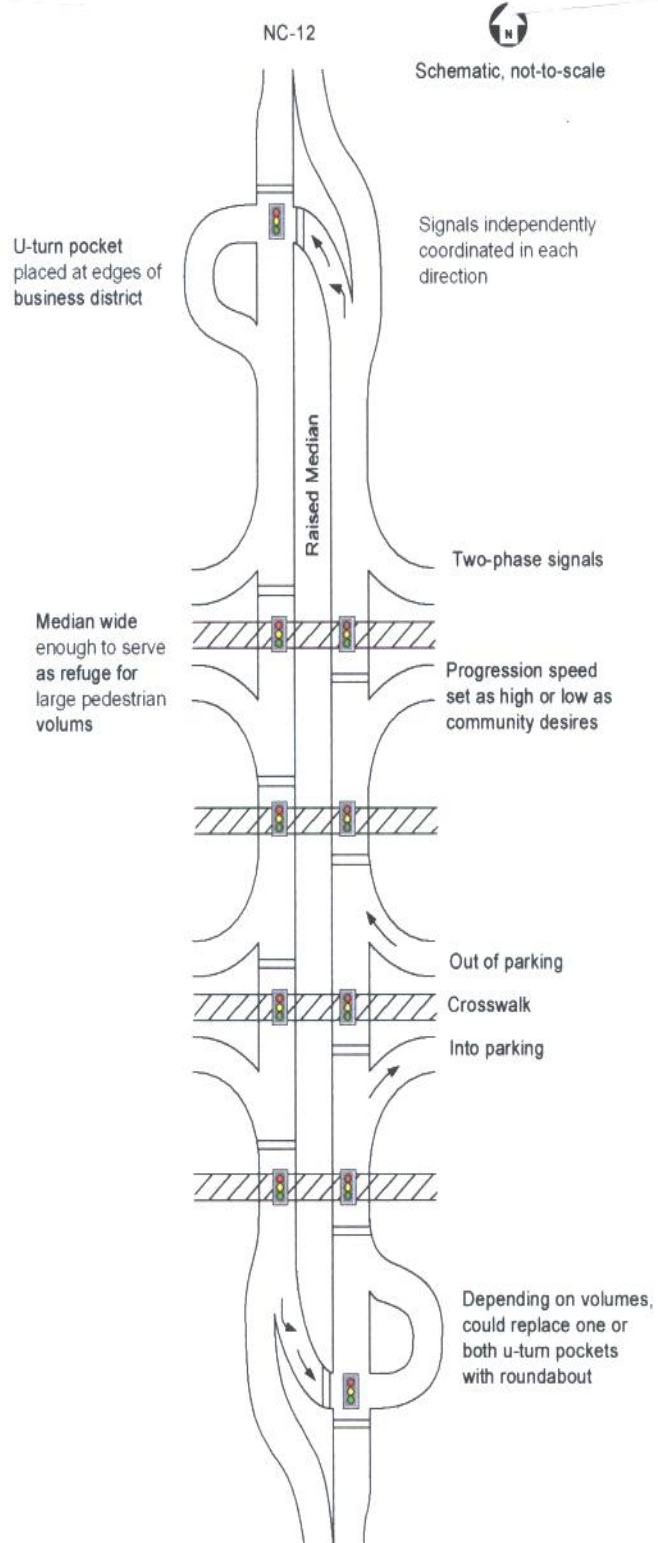 NC-12
N
Schematic, not-to-scale
U-turn pocket
placed at edges of
business district
Signals independently
coordinated in each
direction
Raised Median
Two-phase signals
Median wide
enough to serve
as refuge for
large pedestrian
volums
Progression speed
set as high or low as
community desires
Out of parking
Crosswalk
Into parking
Depending on volumes,
could replace one or
both u-turn pockets
with roundabout